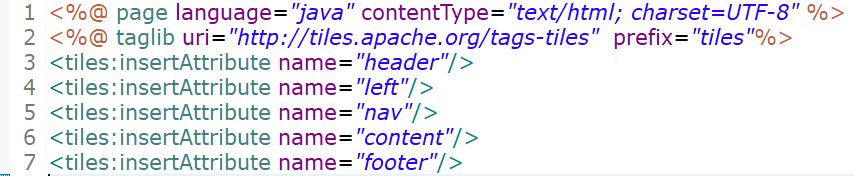 1 <%@ page language="java" contentType="text/html; charset=UTF-8" %>
2 <%@ taglib uri="http://tiles.apache.org/tags-tiles"  prefix="tiles"%>
3 <tiles:insertAttribute name="header"/>
4 <tiles:insertAttribute name="left"/>
5 <tiles:insertAttribute name="nav"/>
6 <tiles:insertAttribute name="content"/>
7 <tiles:insertAttribute name="footer"/>